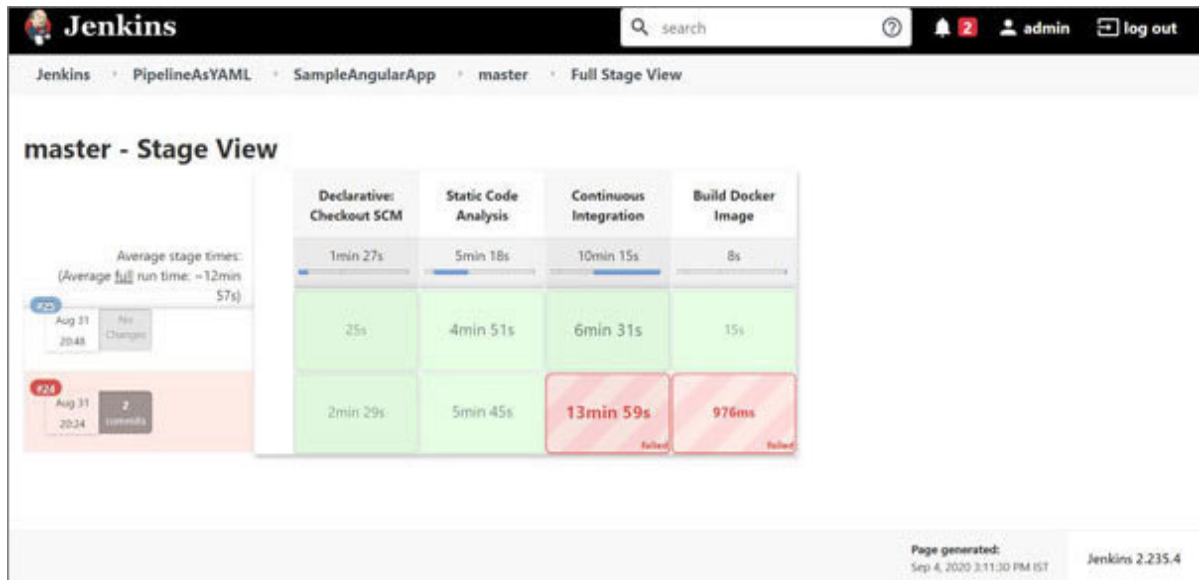 Jenkins
search
2
admin
log out
Jenkins
PipelineAsYAML
SampleAngularApp
master
Full Stage View
master - Stage View
Declarative:
Checkout SCM
Static Code
Analysis
Continuous
Integration
Build Docker
Image
Average stage times:
(Average full run time: ~12min
57s)
1min 27s
5min 18s
10min 15s
8s
#25
Aug 31
20:48
No
Changes
25s
4min 51s
6min 31s
15s
#24
Aug 31
20:24
2
commits
2min 29s
5min 45s
13min 59s
failed
976ms
failed
Page generated:
Sep 4, 2020 3:11:30 PM IST
Jenkins 2.235.4